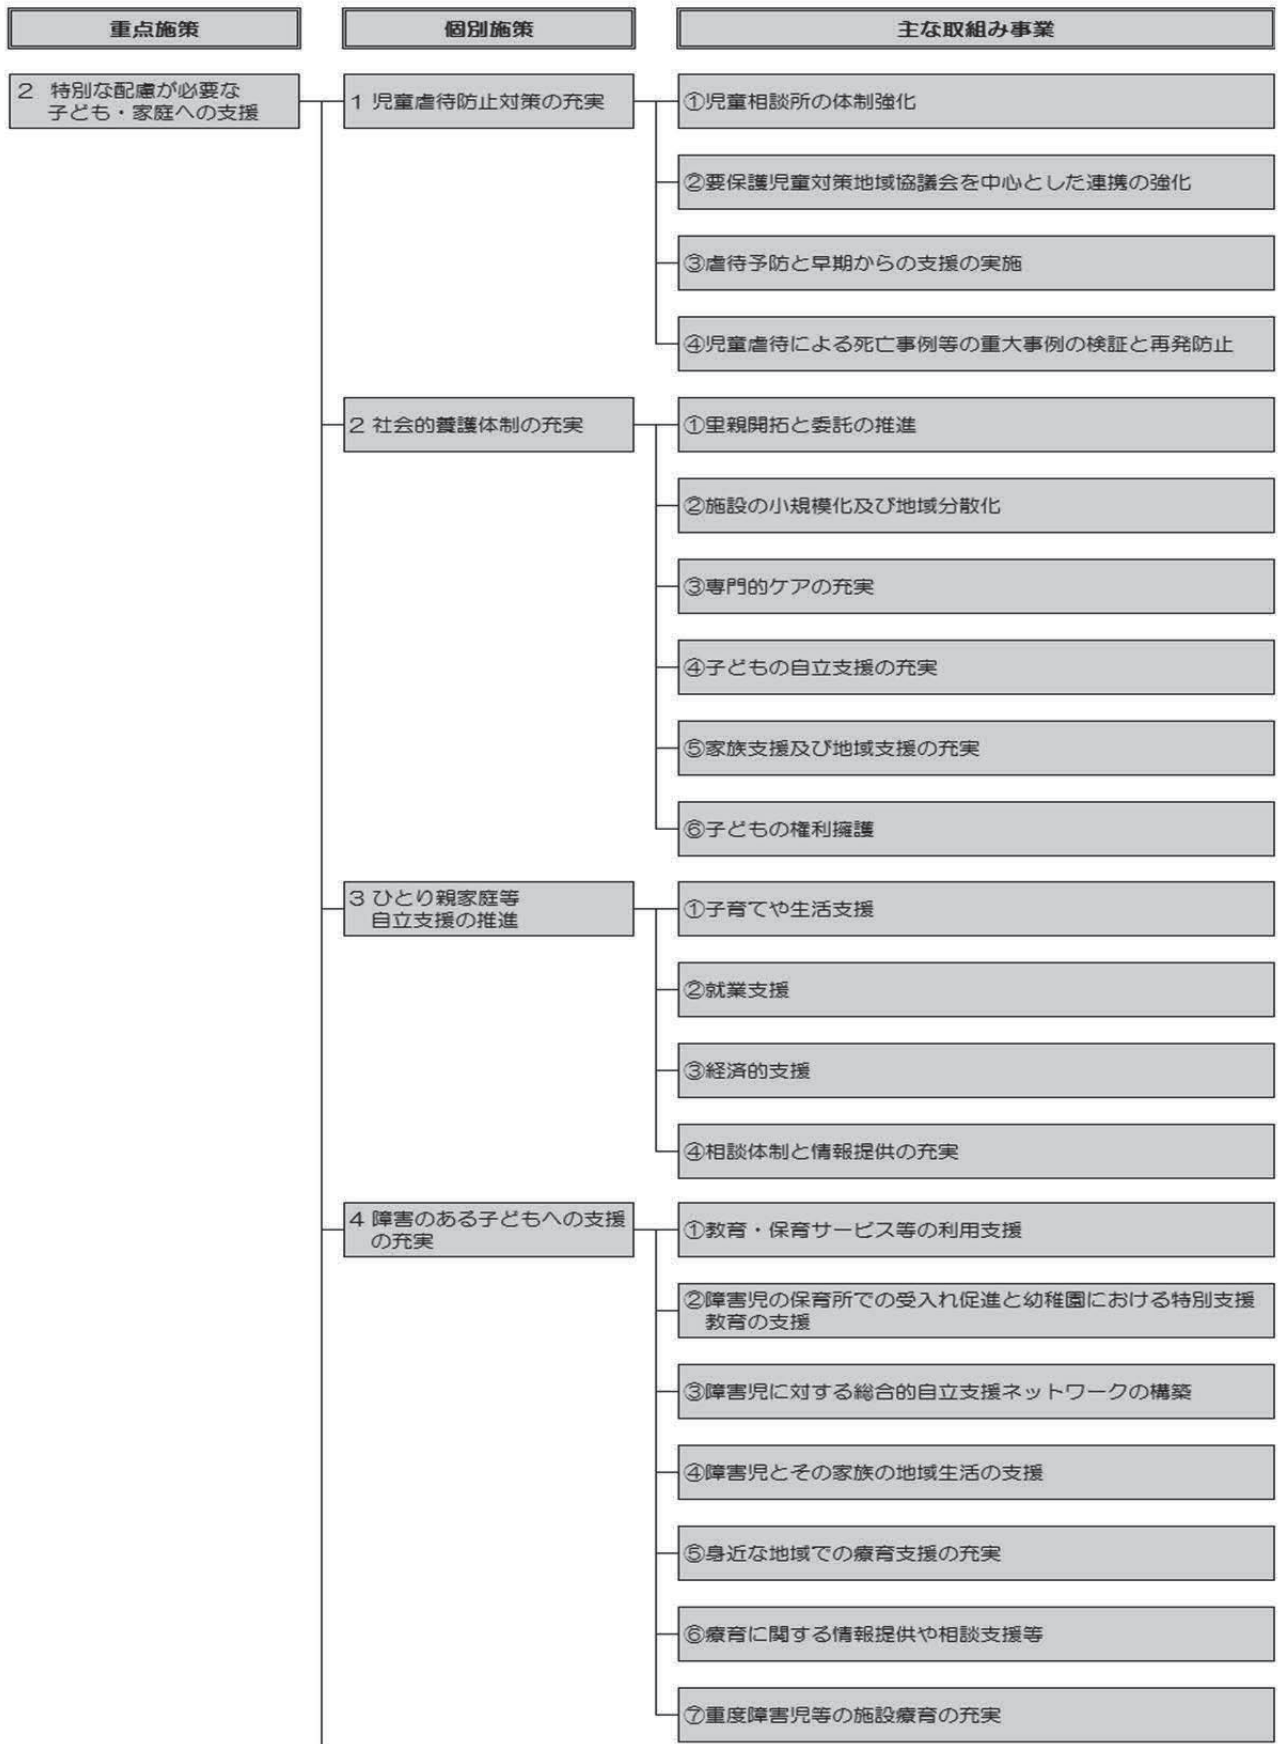 重点施策
個別施策
主な取組み事業
2 特別な配慮が必要な
子ども・家庭への支援
1 児童虐待防止対策の充実
①児童相談所の体制強化
②要保護児童対策地域協議会を中心とした連携の強化
③虐待予防と早期からの支援の実施
④児童虐待による死亡事例等の重大事例の検証と再発防止
2 社会的養護体制の充実
①里親開拓と委託の推進
②施設の小規模化及び地域分散化
③専門的ケアの充実
④子どもの自立支援の充実
⑤家族支援及び地域支援の充実
⑥子どもの権利擁護
3 ひとり親家庭等
自立支援の推進
①子育てや生活支援
②就業支援
③経済的支援
④相談体制と情報提供の充実
4 障害のある子どもへの支援
の充実
①教育・保育サービス等の利用支援
②障害児の保育所での受入れ促進と幼稚園における特別支援
教育の支援
③障害児に対する総合的自立支援ネットワークの構築
④障害児とその家族の地域生活の支援
⑤身近な地域での療育支援の充実
⑥療育に関する情報提供や相談支援等
⑦重度障害児等の施設療育の充実